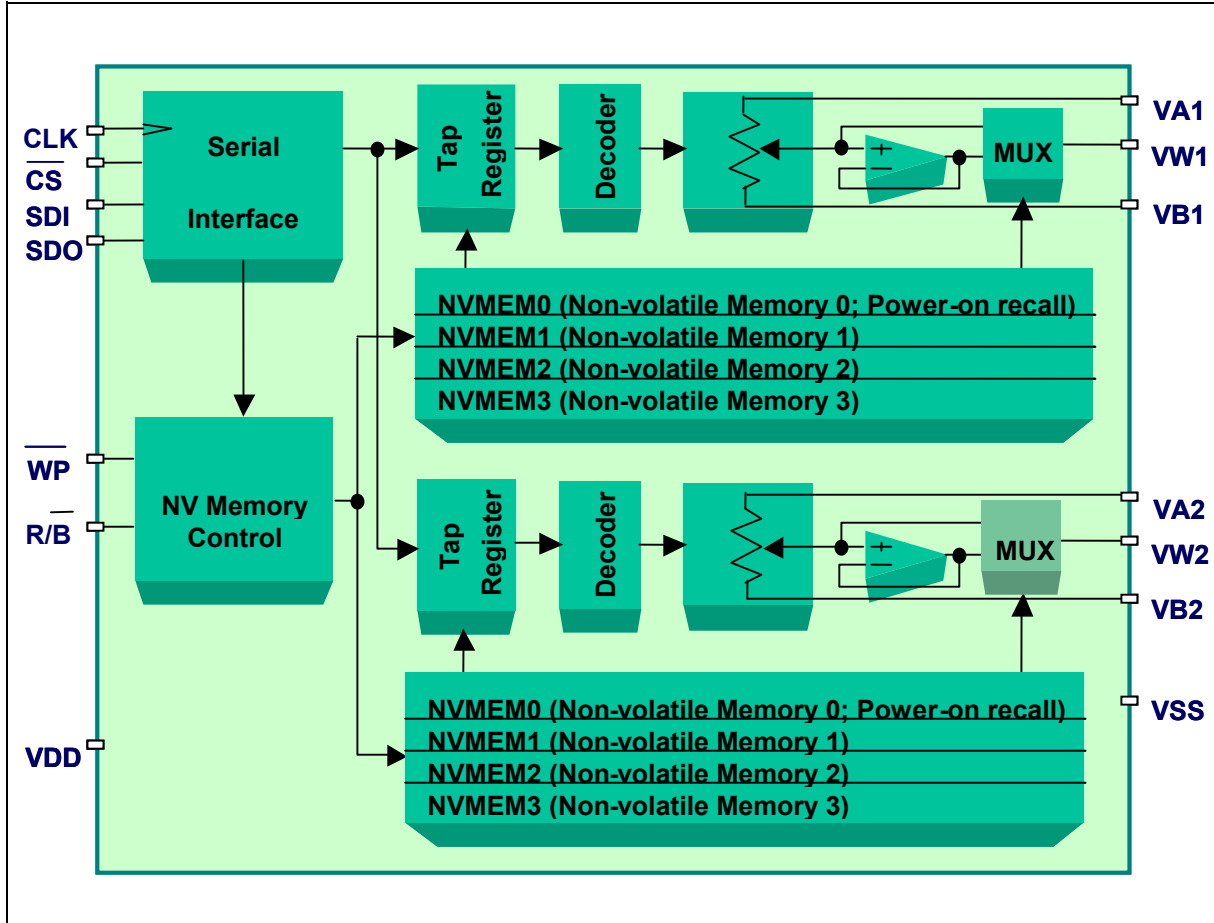 CLK
CS
SDI
SDO
Serial
Interface
Tap
Register
Decoder
+
−
MUX
VA1
VW1
VB1
NVMEM0 (Non-volatile Memory 0; Power-on recall)
NVMEM1 (Non-volatile Memory 1)
NVMEM2 (Non-volatile Memory 2)
NVMEM3 (Non-volatile Memory 3)
WP
R/B
NV Memory
Control
Tap
Register
Decoder
+
−
MUX
VA2
VW2
VB2
NVMEM0 (Non-volatile Memory 0; Power-on recall)
NVMEM1 (Non-volatile Memory 1)
NVMEM2 (Non-volatile Memory 2)
NVMEM3 (Non-volatile Memory 3)
VSS
VDD